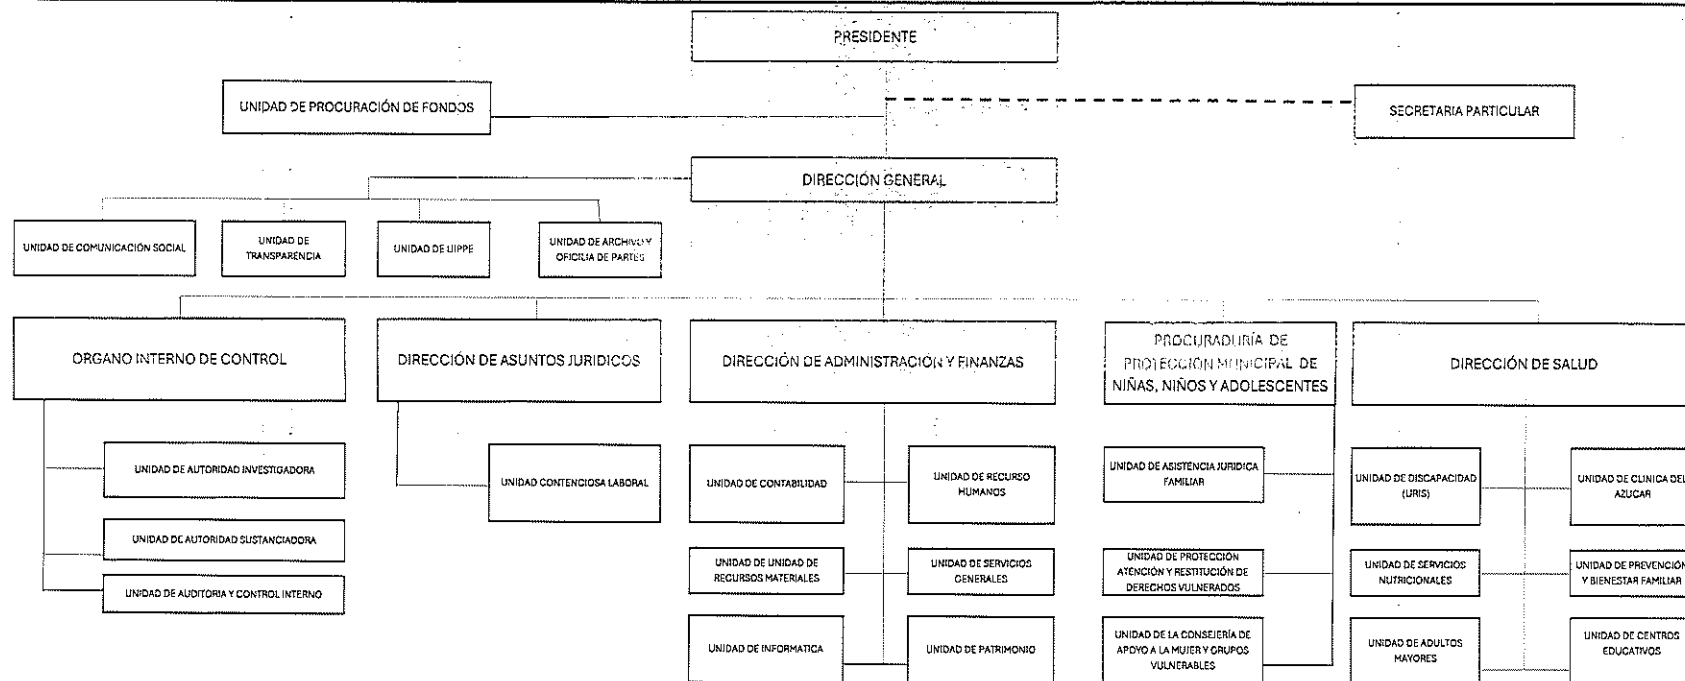 PRESIDENTE
UNIDAD DE PROCURACIÓN DE FONDOS
SECRETARIA PARTICULAR
DIRECCIÓN GENERAL
UNIDAD DE COMUNICACIÓN SOCIAL
UNIDAD DE
TRANSPARENCIA
UNIDAD DE UIPPE
UNIDAD DE ARCHIVO Y
OFICILIA DE PARTES
ORGANO INTERNO DE CONTROL
DIRECCIÓN DE ASUNTOS JURIDICOS
DIRECCIÓN DE ADMINISTRACIÓN Y FINANZAS
PROCURADURÍA DE
PROTECCIÓN MUNICIPAL DE
NIÑAS, NIÑOS Y ADOLESCENTES
DIRECCIÓN DE SALUD
UNIDAD DE AUTORIDAD INVESTIGADORA
UNIDAD CONTENCIOSA LABORAL
UNIDAD DE CONTABILIDAD
UNIDAD DE RECURSO
HUMANOS
UNIDAD DE ASISTENCIA JURIDICA
FAMILIAR
UNIDAD DE DISCAPACIDAD
(URIS)
UNIDAD DE CLINICA DEL
AZUCAR
UNIDAD DE AUTORIDAD SUSTANCIADORA
UNIDAD DE UNIDAD DE
RECURSOS MATERIALES
UNIDAD DE SERVICIOS
GENERALES
UNIDAD DE PROTECCIÓN
ATENCIÓN Y RESTITUCIÓN DE
DERECHOS VULNERADOS
UNIDAD DE SERVICIOS
NUTRICIONALES
UNIDAD DE PREVENCIÓN
Y BIENESTAR FAMILIAR
UNIDAD DE AUDITORIA Y CONTROL INTERNO
UNIDAD DE INFORMATICA
UNIDAD DE PATRIMONIO
UNIDAD DE LA CONSEJERÍA DE
APOYO A LA MUJER Y GRUPOS
VULNERABLES
UNIDAD DE ADULTOS
MAYORES
UNIDAD DE CENTROS
EDUCATIVOS